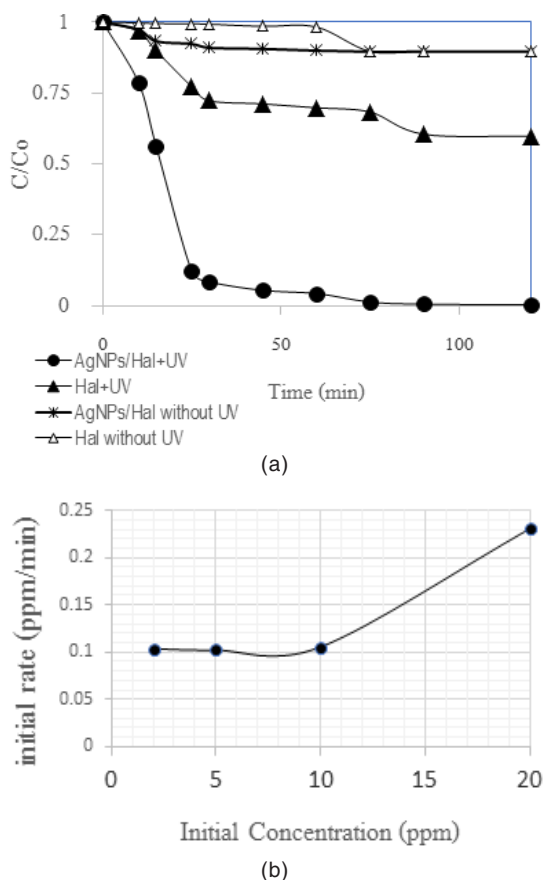 1
0.75
0.5
0.25
0
C/Co
0 50 100
Time (min)
AgNPs/Hal+UV
Hal+UV
AgNPs/Hal without UV
Hal without UV
(a)
0.25
0.2
0.15
0.1
0.05
0
initial rate (ppm/min)
0 5 10 15 20
Initial Concentration (ppm)
(b)